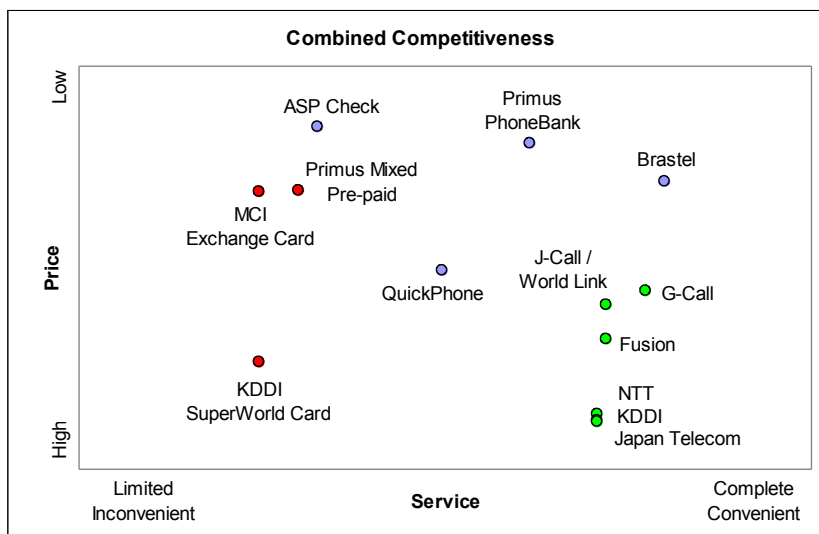 Combined Competitiveness
Low
ASP Check
Primus
PhoneBank
Brastel
Primus Mixed
Pre-paid
MCI
Exchange Card
J-Call /
World Link
QuickPhone
G-Call
Price
Fusion
KDDI
SuperWorld Card
NTT
KDDI
Japan Telecom
High
Limited
Inconvenient
Service
Complete
Convenient